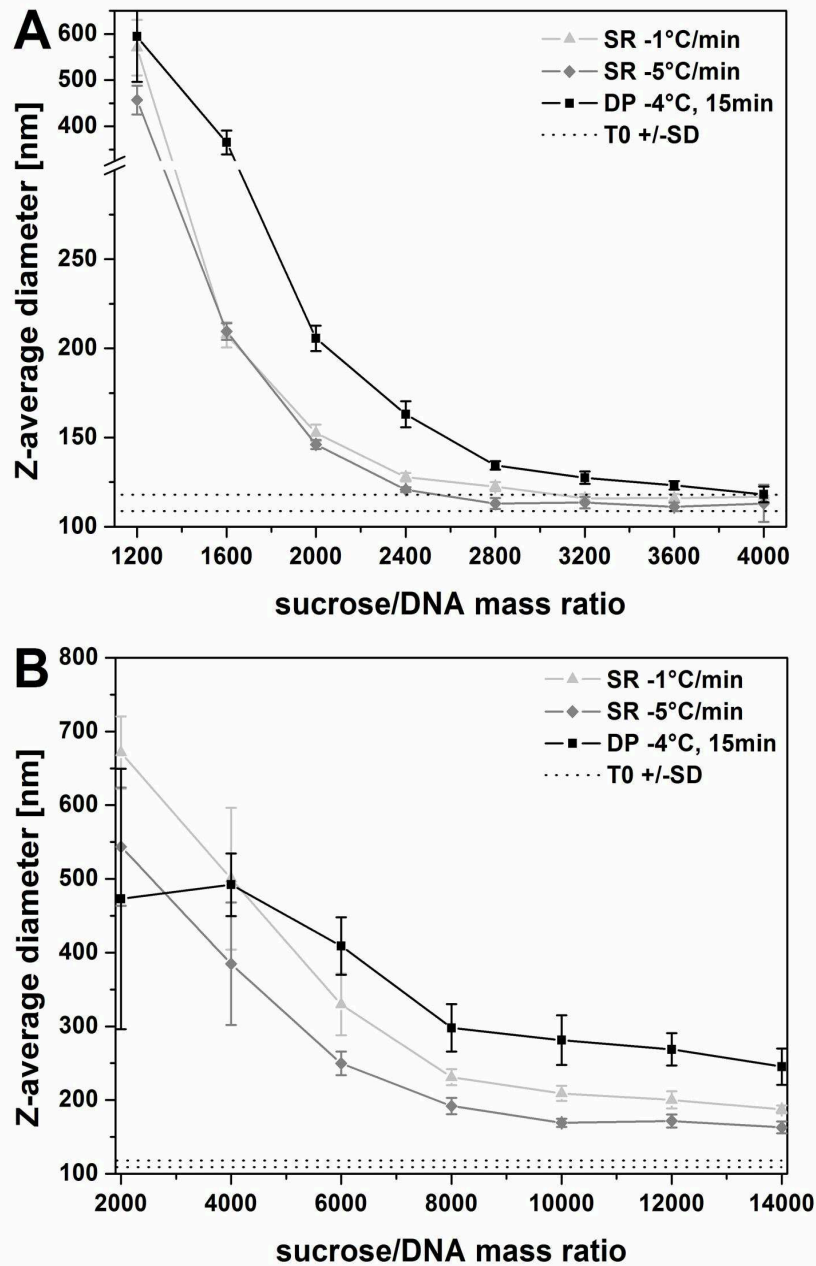 A
SR -1°C/min
SR -5°C/min
DP -4°C, 15min
T0 +/-SD
Z-average diameter [nm]
600
500
400
250
200
150
100
1200 1600 2000 2400 2800 3200 3600 4000
sucrose/DNA mass ratio
B
SR -1°C/min
SR -5°C/min
DP -4°C, 15min
T0 +/-SD
Z-average diameter [nm]
800
700
600
500
400
300
200
100
2000 4000 6000 8000 10000 12000 14000
sucrose/DNA mass ratio